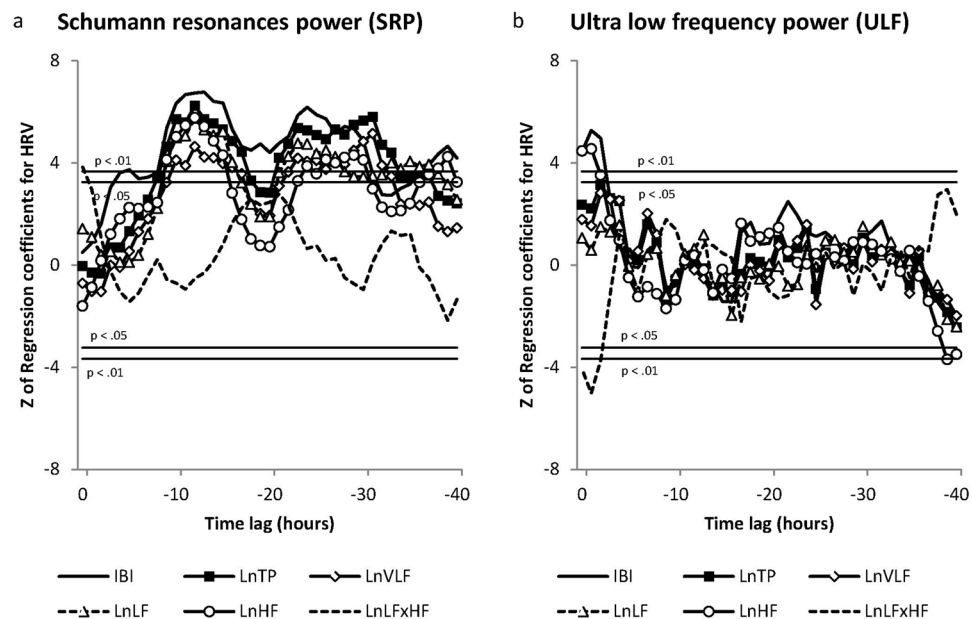 a Schumann resonances power (SRP)
Z of Regression coefficients for HRV
8
4
0
-4
-8
p < .01
p < .05
p < .05
p < .01
0 -10 -20 -30 -40
Time lag (hours)
IBI LnTP LnVLF
LnLF LnHF LnLFxHF
b Ultra low frequency power (ULF)
Z of Regression coefficients for HRV
8
4
0
-4
-8
p < .01
p < .05
p < .05
p < .01
0 -10 -20 -30 -40
Time lag (hours)
IBI LnTP LnVLF
LnLF LnHF LnLFxHF